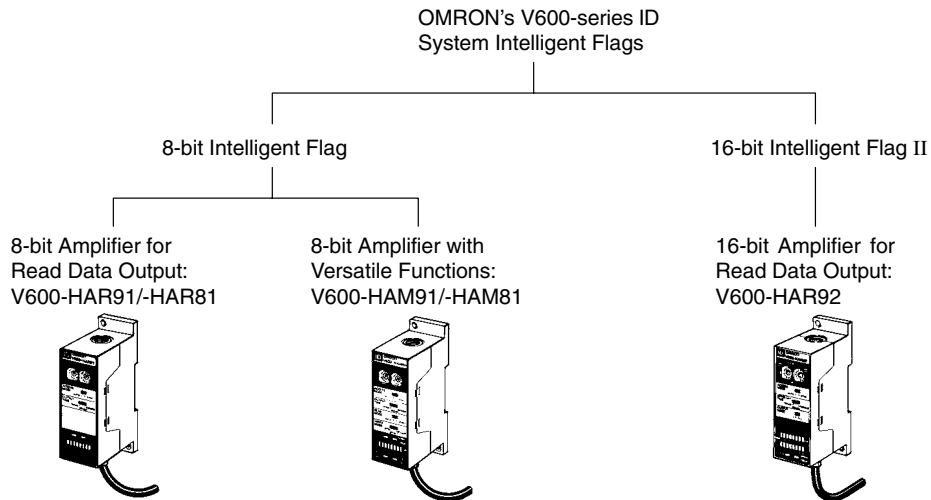 OMRON's V600-series ID
System Intelligent Flags
8-bit Intelligent Flag
16-bit Intelligent Flag II
8-bit Amplifier for
Read Data Output:
V600-HAR91/-HAR81
8-bit Amplifier with
Versatile Functions:
V600-HAM91/-HAM81
16-bit Amplifier for
Read Data Output:
V600-HAR92